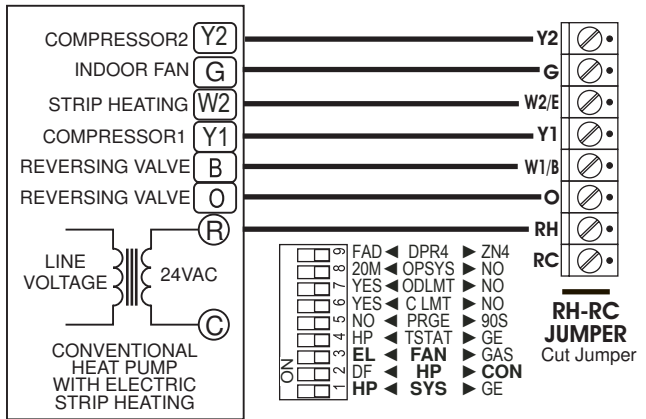 COMPRESSOR2 Y2 Y2
INDOOR FAN G G
STRIP HEATING W2 W2/E
COMPRESSOR1 Y1 Y1
REVERSING VALVE B W1/B
REVERSING VALVE O O
R RH
RC
LINE VOLTAGE
24VAC
C
CONVENTIONAL
HEAT PUMP
WITH ELECTRIC
STRIP HEATING
ON
9 FAD ◄ DPR4 ► ZN4
8 20M ◄ OPSYS ► NO
7 YES ◄ ODLMT ► NO
6 YES ◄ C LMT ► NO
5 NO ◄ PRGE ► 90S
4 HP ◄ TSTAT ► GE
3 EL ◄ FAN ► GAS
2 DF ◄ HP ► CON
1 HP ◄ SYS ► GE
RH-RC
JUMPER
Cut Jumper